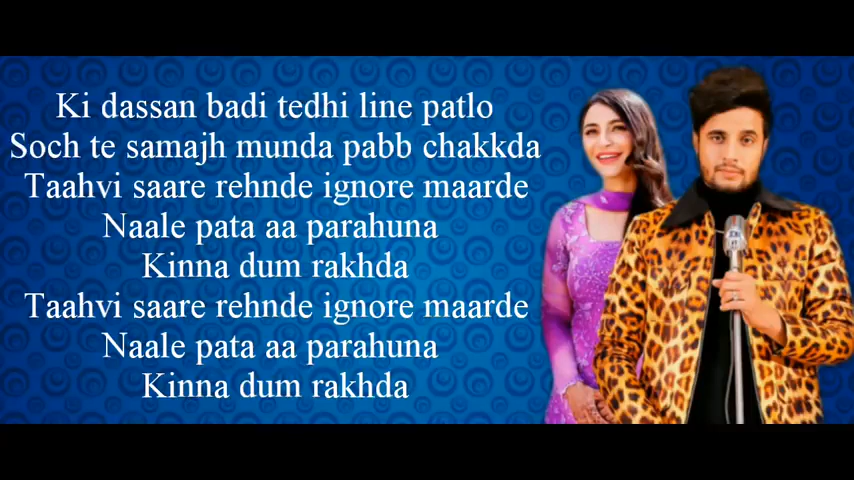 Ki dassan badi tedhi line patlo
Soch te samajh munda pabb chakkda
Taahvi saare rehnde ignore maarde
Naale pata aa parahuna
Kinna dum rakhda
Taahvi saare rehnde ignore maarde
Naale pata aa parahuna
Kinna dum rakhda